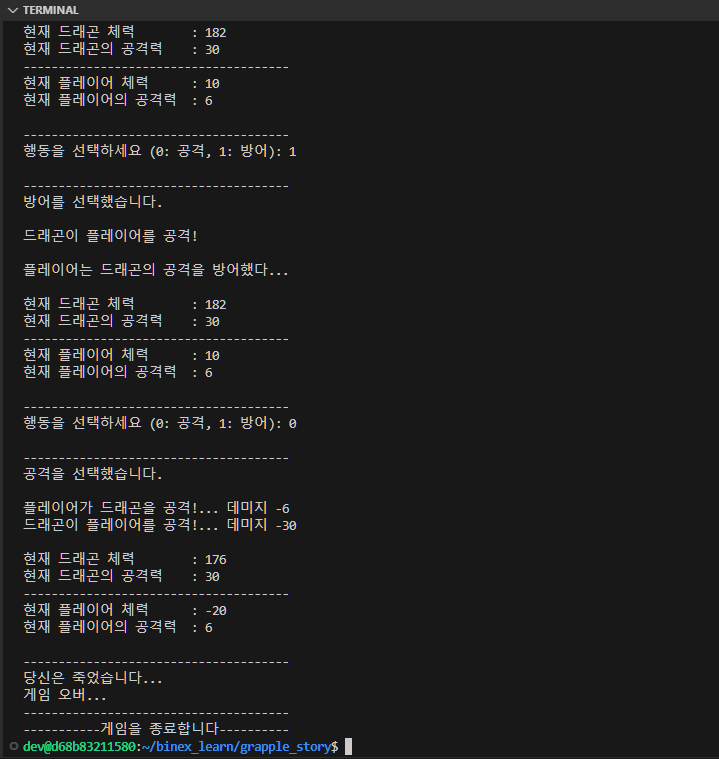 TERMINAL
현재 드래곤 체력 : 182
현재 드래곤의 공격력 : 30
--------------------------------------
현재 플레이어 체력 : 10
현재 플레이어의 공격력 : 6
--------------------------------------
행동을 선택하세요 (0: 공격, 1: 방어): 1
--------------------------------------
방어를 선택했습니다.
드래곤이 플레이어를 공격!
플레이어는 드래곤의 공격을 방어했다...
현재 드래곤 체력 : 182
현재 드래곤의 공격력 : 30
--------------------------------------
현재 플레이어 체력 : 10
현재 플레이어의 공격력 : 6
--------------------------------------
행동을 선택하세요 (0: 공격, 1: 방어): 0
--------------------------------------
공격을 선택했습니다.
플레이어가 드래곤을 공격!... 데미지 -6
드래곤이 플레이어를 공격!... 데미지 -30
현재 드래곤 체력 : 176
현재 드래곤의 공격력 : 30
--------------------------------------
현재 플레이어 체력 : -20
현재 플레이어의 공격력 : 6
--------------------------------------
당신은 죽었습니다...
게임 오버...
--------------------------------------
-----------게임을 종료합니다----------
dev@d68b83211580:~/binex_learn/grapple_story$